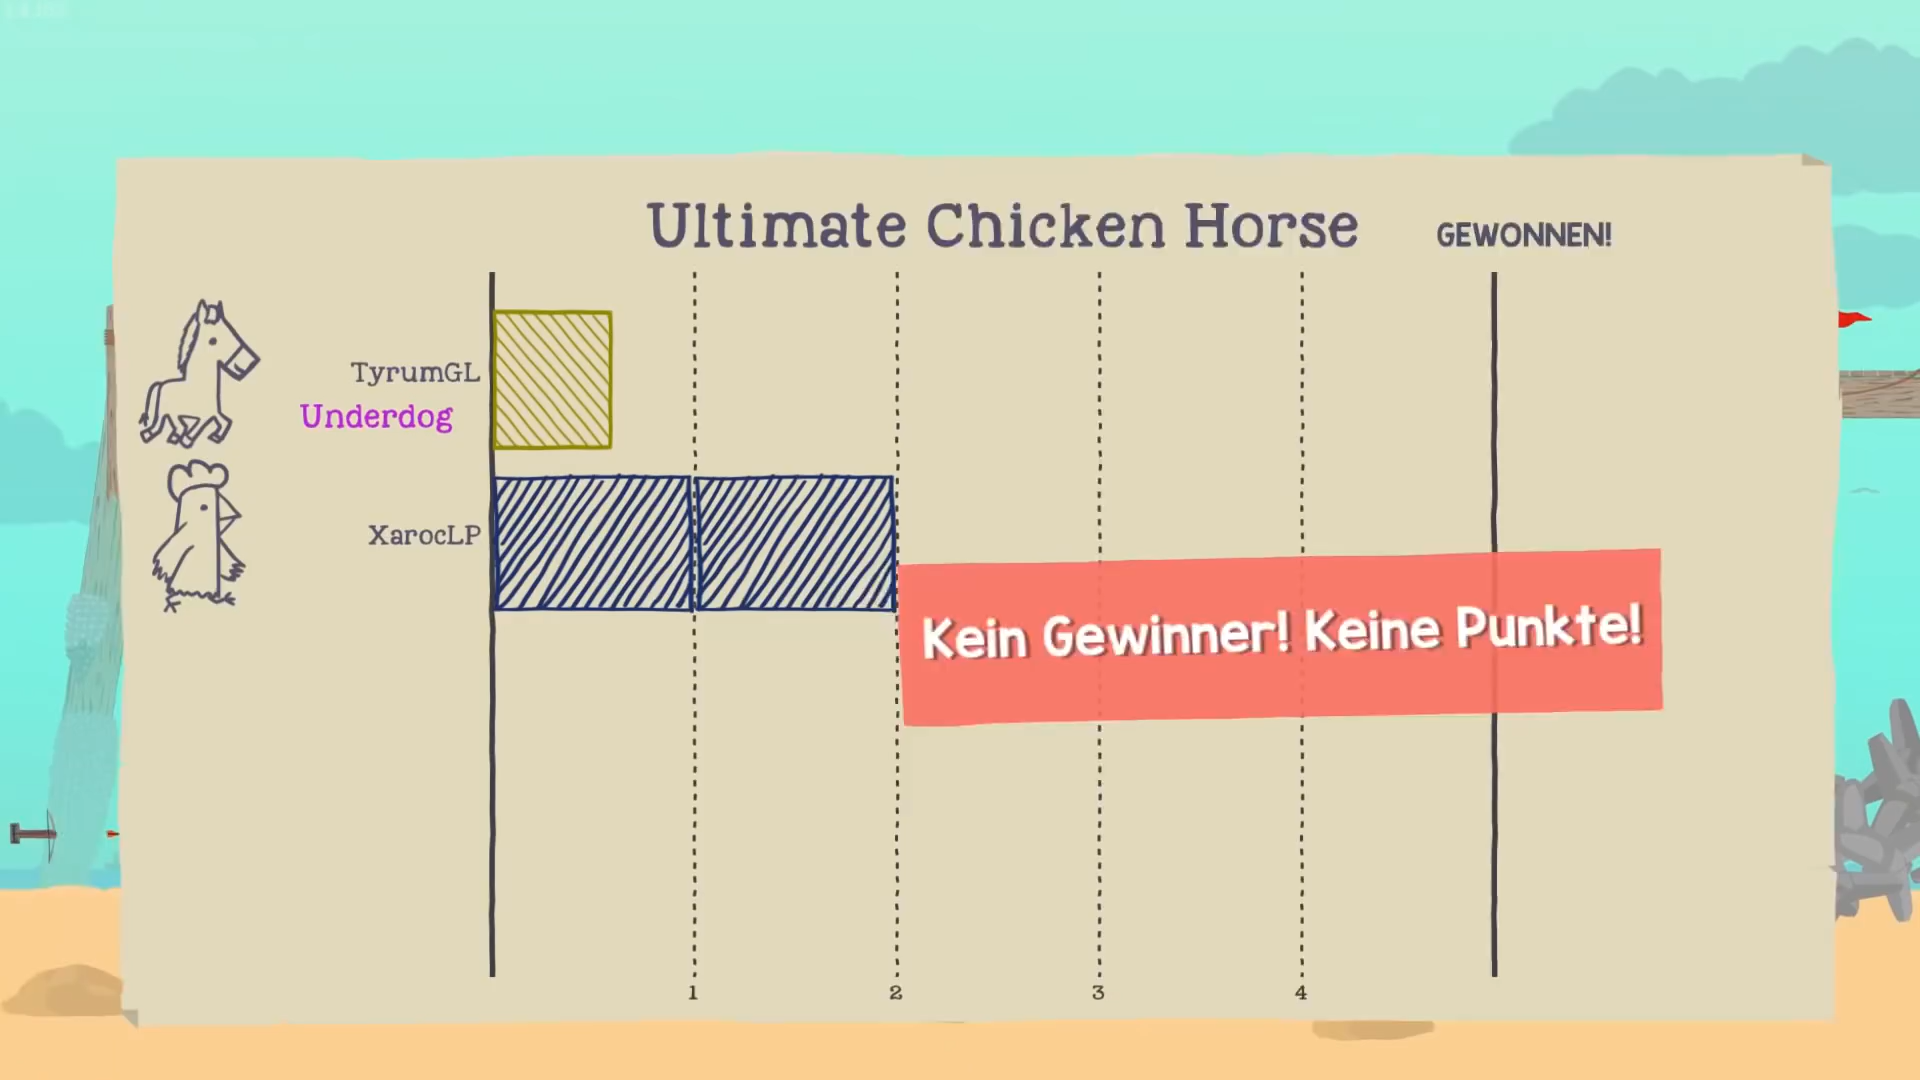 Ultimate Chicken Horse
GEWONNEN!
TyrumGL
Underdog
XarocLP
Kein Gewinner! Keine Punkte!
1 2 3 4